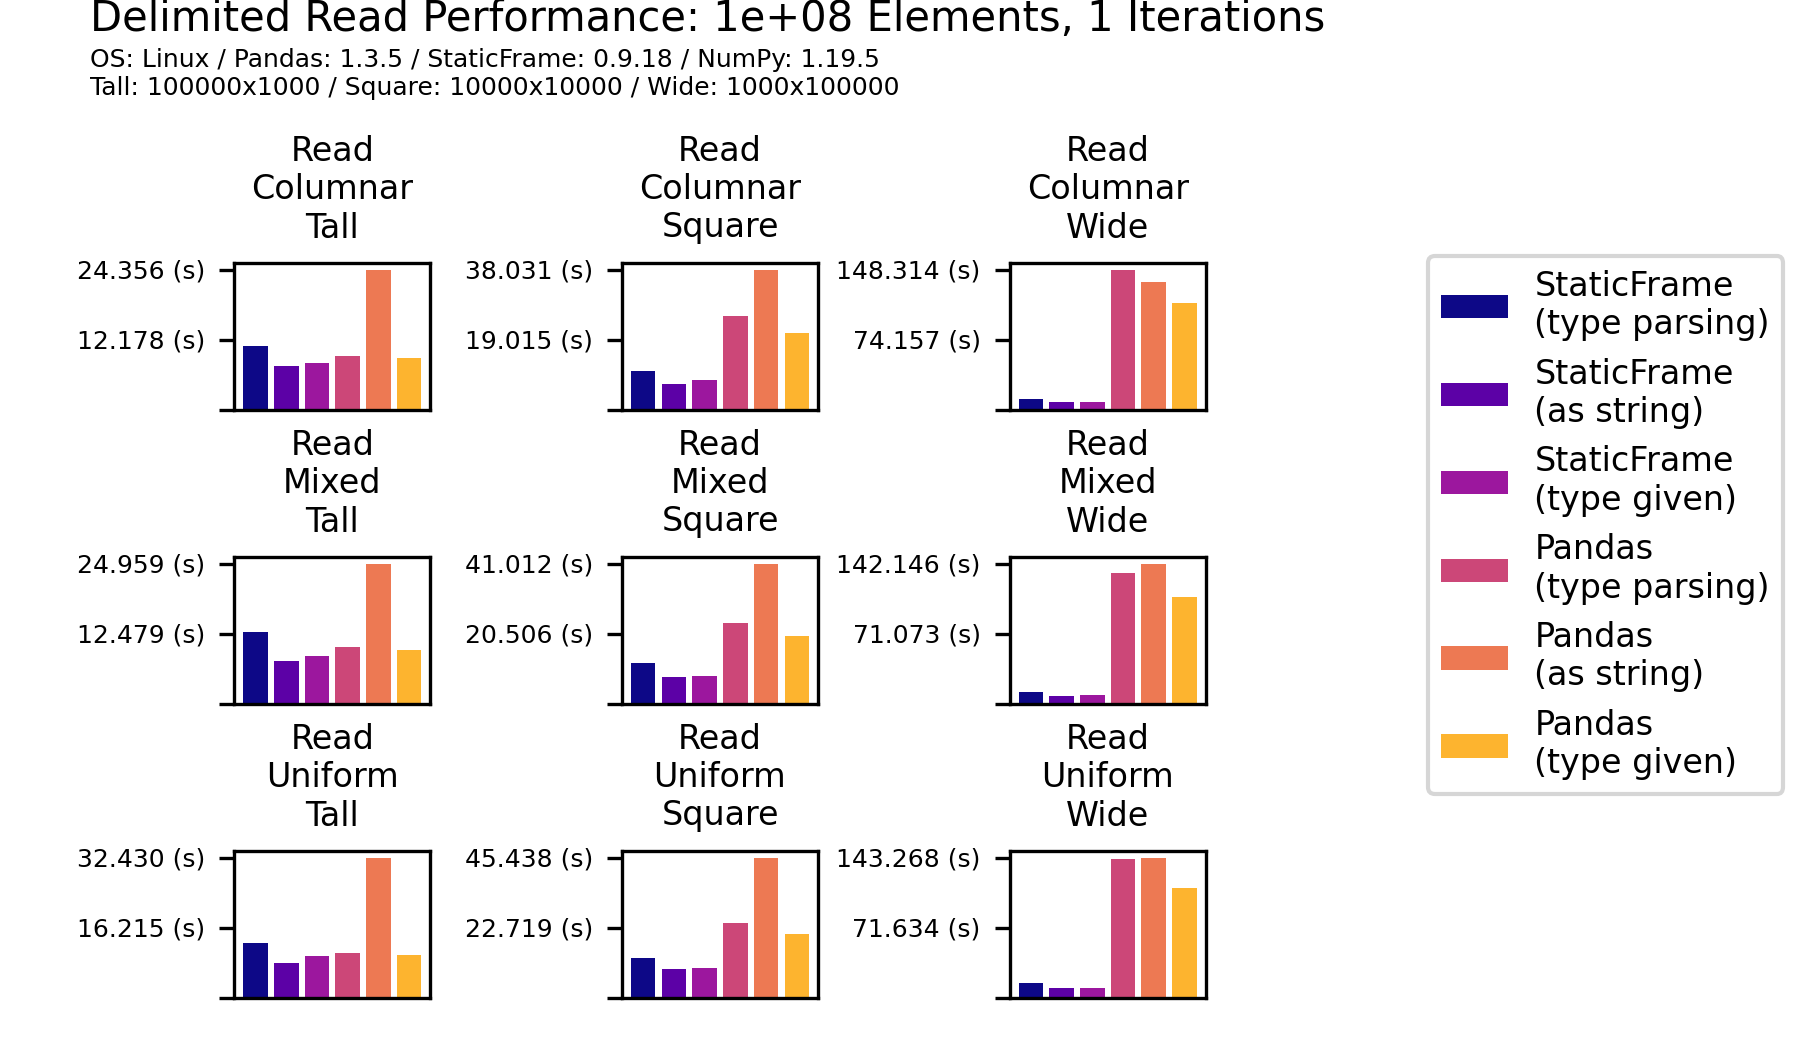 Delimited Read Performance: 1e+08 Elements, 1 Iterations
OS: Linux / Pandas: 1.3.5 / StaticFrame: 0.9.18 / NumPy: 1.19.5
Tall: 100000x1000 / Square: 10000x10000 / Wide: 1000x100000
Read
Columnar
Tall
24.356 (s)
12.178 (s)
Read
Columnar
Square
38.031 (s)
19.015 (s)
Read
Columnar
Wide
148.314 (s)
74.157 (s)
Read
Mixed
Tall
24.959 (s)
12.479 (s)
Read
Mixed
Square
41.012 (s)
20.506 (s)
Read
Mixed
Wide
142.146 (s)
71.073 (s)
Read
Uniform
Tall
32.430 (s)
16.215 (s)
Read
Uniform
Square
45.438 (s)
22.719 (s)
Read
Uniform
Wide
143.268 (s)
71.634 (s)
StaticFrame
(type parsing)
StaticFrame
(as string)
StaticFrame
(type given)
Pandas
(type parsing)
Pandas
(as string)
Pandas
(type given)